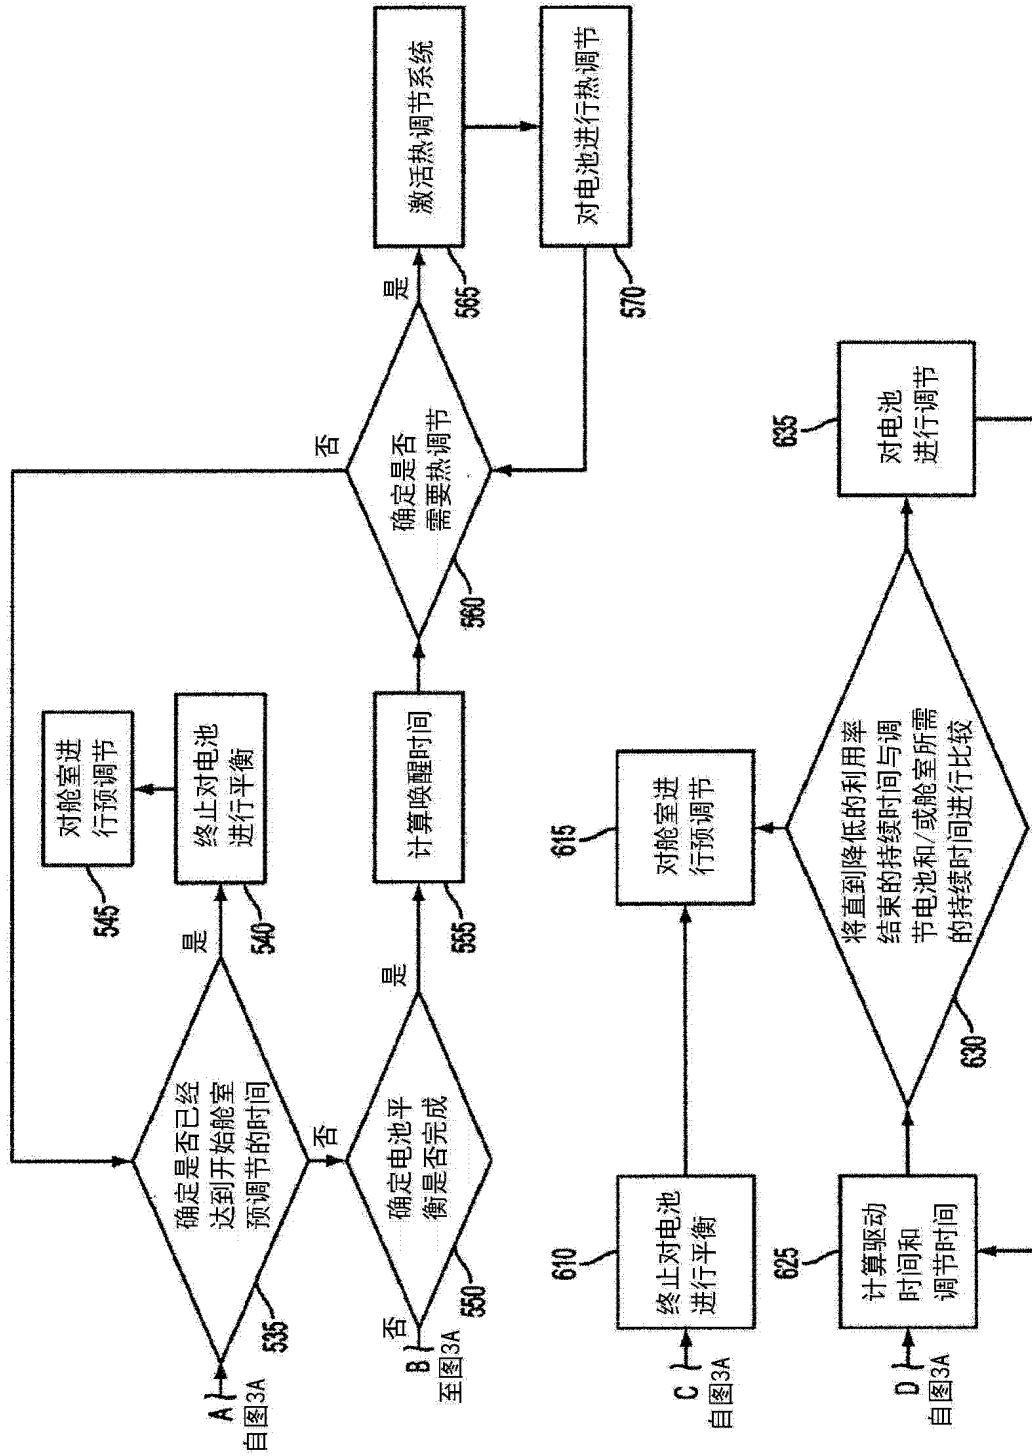 A
自图3A
确定是否已经
达到开始舱室
预调节的时间
535
是
否
终止对电池
进行平衡
540
对舱室进
行预调节
545
B
至图3A
否
确定电池平
衡是否完成
550
是
计算唤醒时间
555
确定是否
需要热调节
560
否
是
激活热调节系统
565
对电池进行热调节
570
C
自图3A
终止对电池
进行平衡
610
对舱室进
行预调节
615
D
自图3A
计算驱动
时间和
调节时间
625
将直到降低的利用率
结束的持续时间与调
节电池和/或舱室所需
的持续时间进行比较
630
对电池
进行调节
635